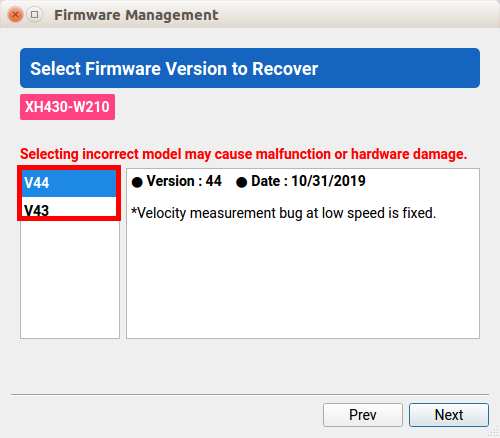 Firmware Management
Select Firmware Version to Recover
XH430-W210
Selecting incorrect model may cause malfunction or hardware damage.
V44
V43
● Version : 44 ● Date : 10/31/2019
*Velocity measurement bug at low speed is fixed.
Prev
Next